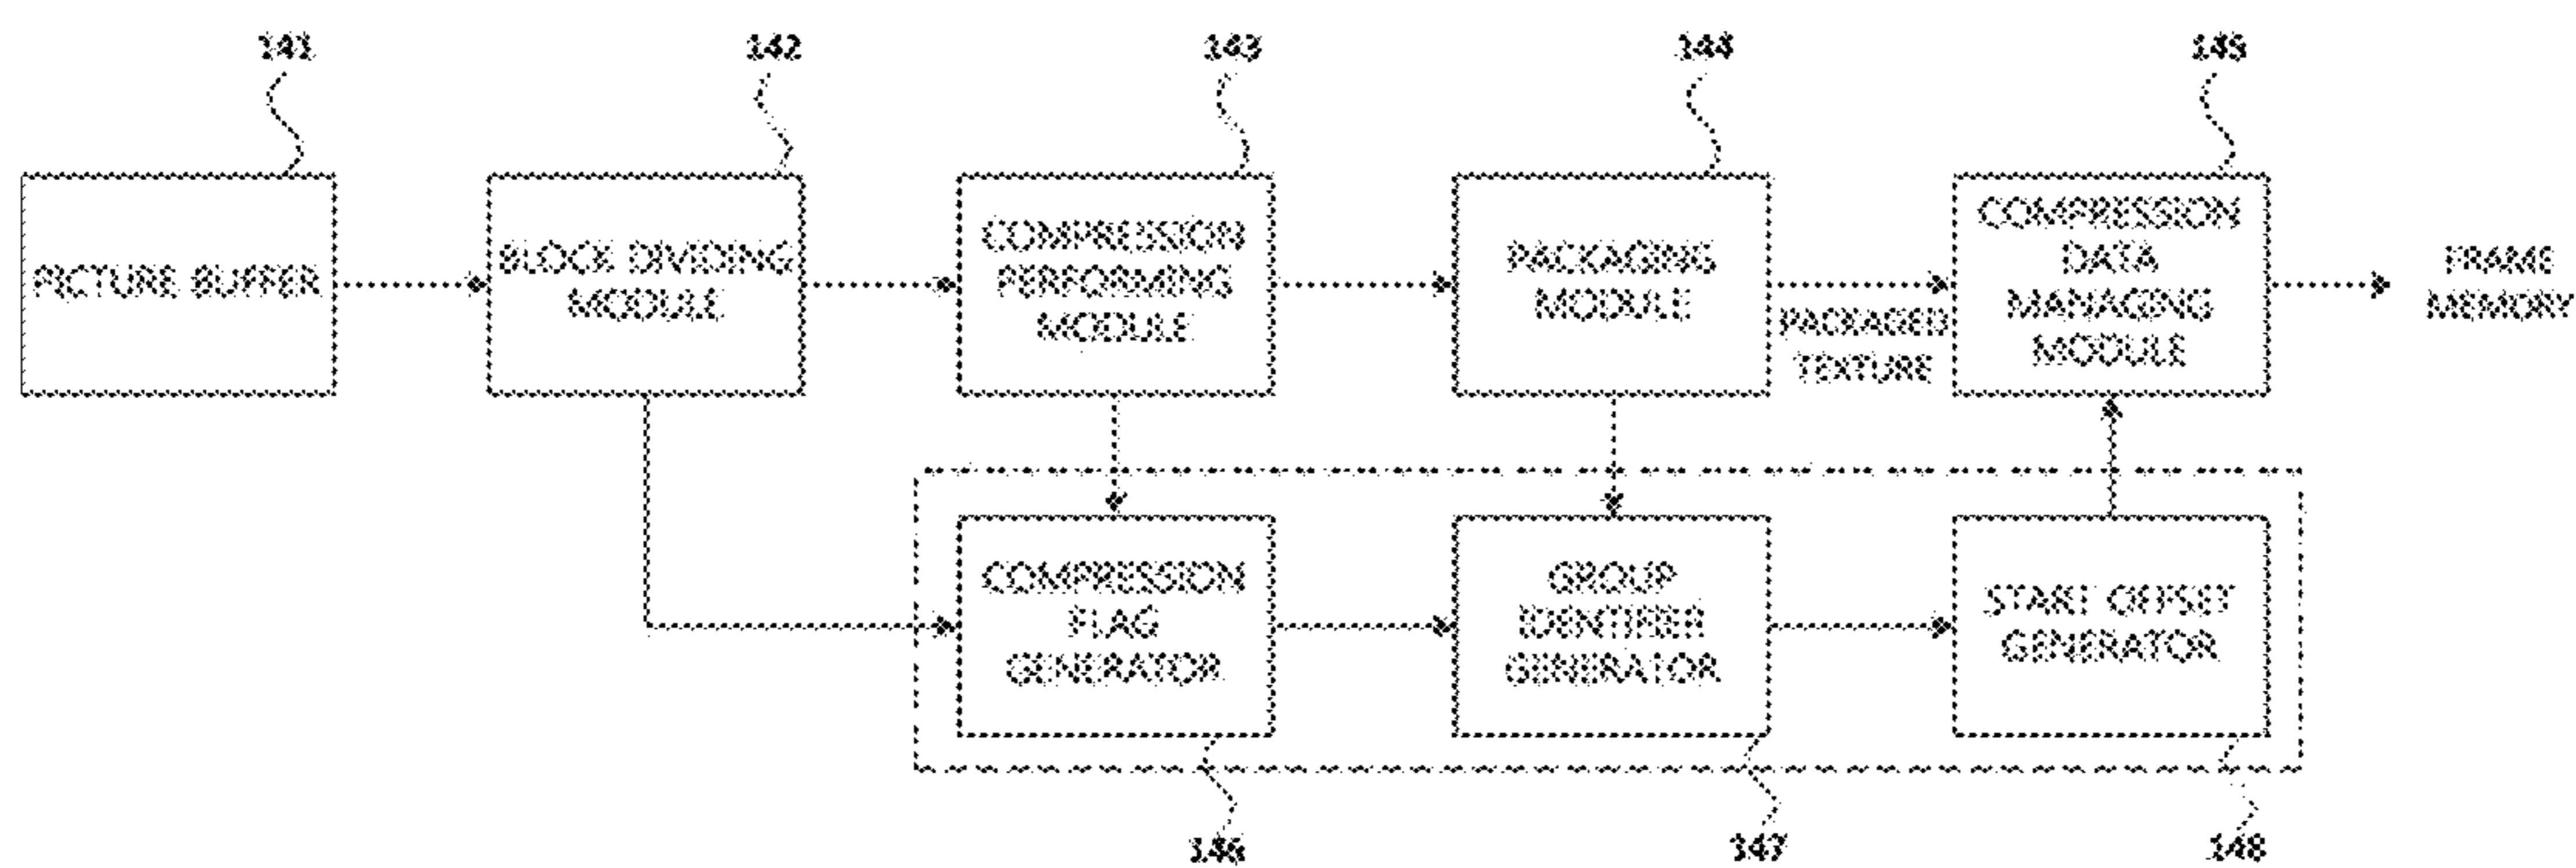 141
142
143
144
145
PICTURE BUFFER
BLOCK DIVIDING
MODULE
COMPRESSION
PERFORMING
MODULE
PACKAGING
MODULE
PACKAGED
TEXTURE
COMPRESSION
DATA
MANAGING
MODULE
FRAME
MEMORY
COMPRESSION
FLAG
GENERATOR
GROUP
IDENTIFIER
GENERATOR
START OFFSET
GENERATOR
146
147
148